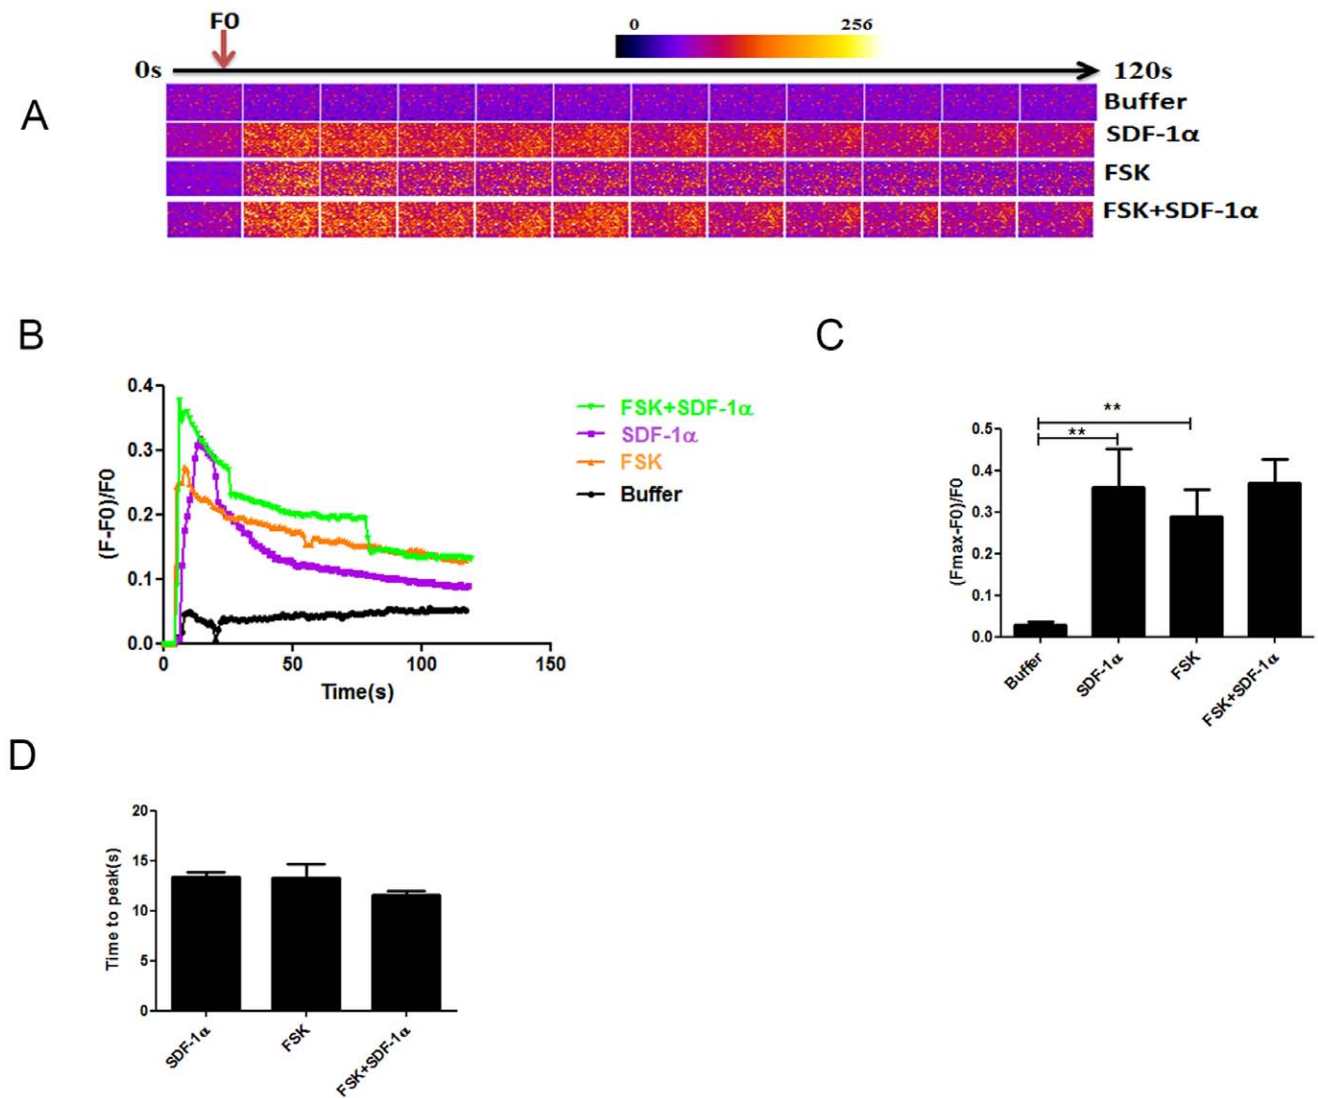 F0
0 256
0s 120s
A
Buffer
SDF-1α
FSK
FSK+SDF-1α
B
C
(F-F0)/F0
0.4
0.3
0.2
0.1
0.0
0 50 100 150
Time(s)
FSK+SDF-1α
SDF-1α
FSK
Buffer
(Fmax-F0)/F0
0.5
0.4
0.3
0.2
0.1
0.0
**
**
Buffer
SDF-1α
FSK
FSK+SDF-1α
D
Time to peak(s)
20
15
10
5
0
SDF-1α
FSK
FSK+SDF-1α